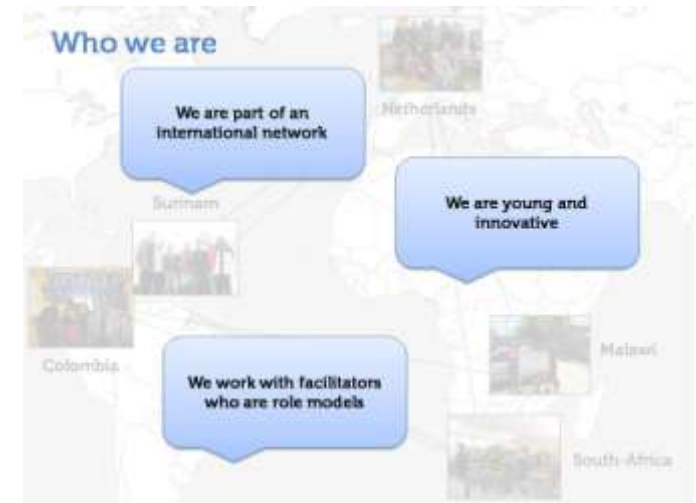 Who we are
Netherlands
We are part of an
international network
Surinam
We are young and
innovative
Malawi
Colombia
We work with facilitators
who are role models
South-Africa